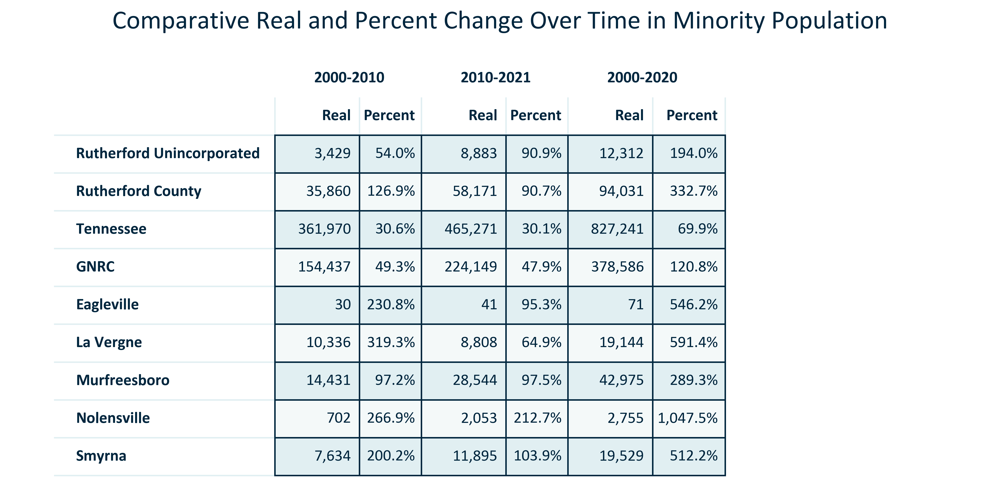 Comparative Real and Percent Change Over Time in Minority Population
2000-2010 2010-2021 2000-2020
Real Percent Real Percent Real Percent
Rutherford Unincorporated 3,429 54.0% 8,883 90.9% 12,312 194.0%
Rutherford County 35,860 126.9% 58,171 90.7% 94,031 332.7%
Tennessee 361,970 30.6% 465,271 30.1% 827,241 69.9%
GNRC 154,437 49.3% 224,149 47.9% 378,586 120.8%
Eagleville 30 230.8% 41 95.3% 71 546.2%
La Vergne 10,336 319.3% 8,808 64.9% 19,144 591.4%
Murfreesboro 14,431 97.2% 28,544 97.5% 42,975 289.3%
Nolensville 702 266.9% 2,053 212.7% 2,755 1,047.5%
Smyrna 7,634 200.2% 11,895 103.9% 19,529 512.2%